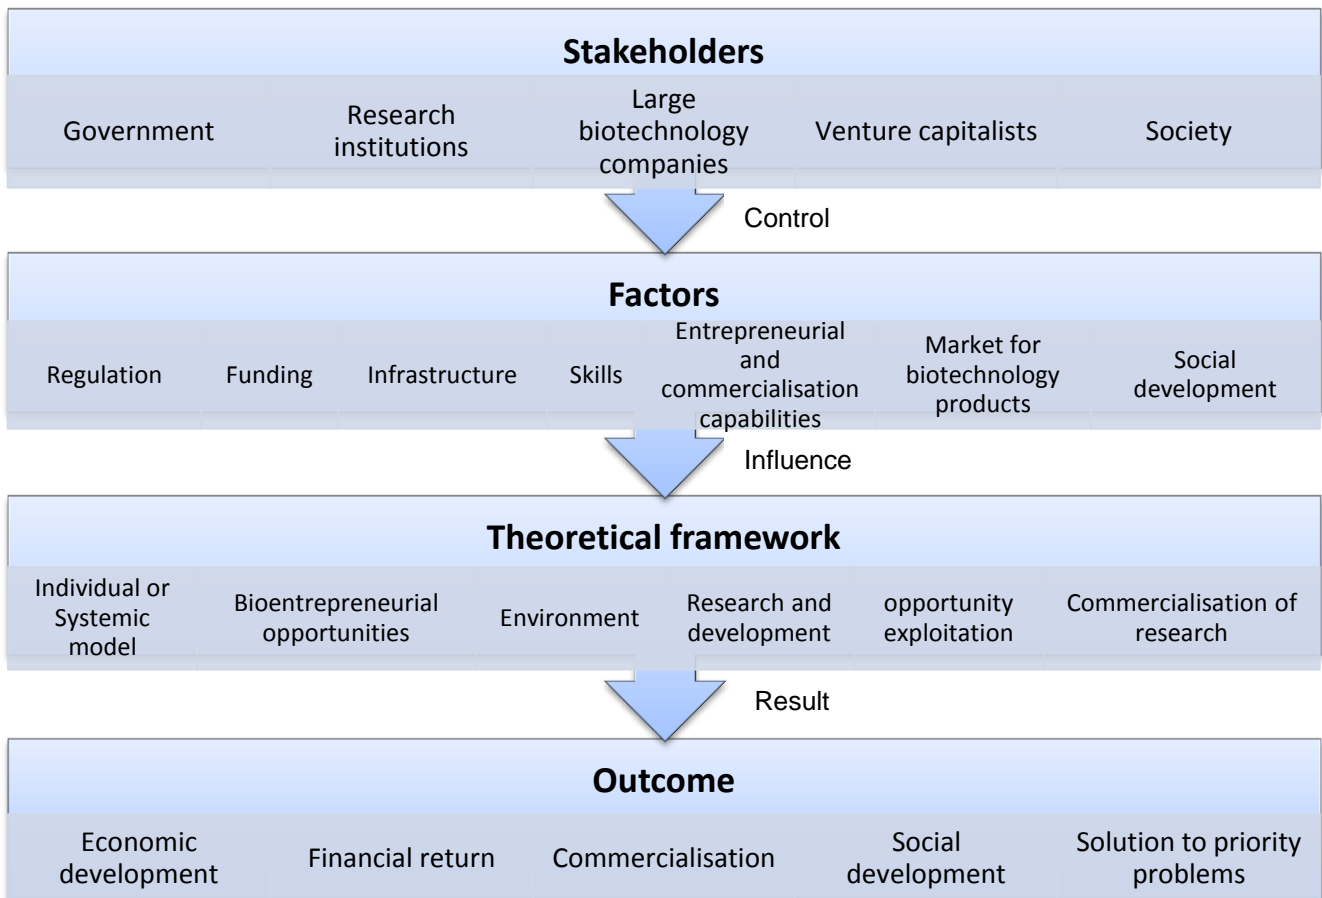 Stakeholders
Government
Research
institutions
Large
biotechnology
companies
Venture capitalists
Society
Control
Factors
Regulation
Funding
Infrastructure
Skills
Entrepreneurial
and
commercialisation
capabilities
Market for
biotechnology
products
Social
development
Influence
Theoretical framework
Individual or
Systemic
model
Bioentrepreneurial
opportunities
Environment
Research and
development
opportunity
exploitation
Commercialisation of
research
Result
Outcome
Economic
development
Financial return
Commercialisation
Social
development
Solution to priority
problems